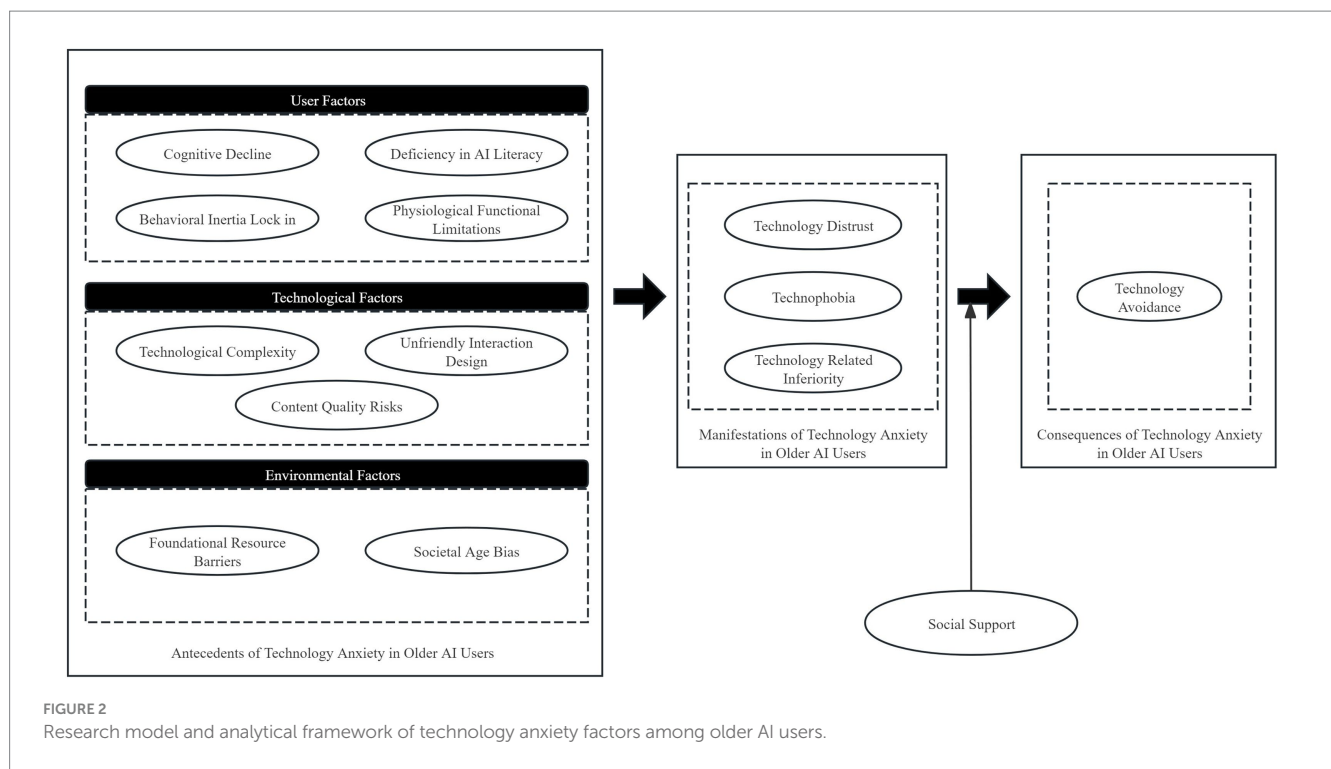 User Factors
Cognitive Decline
Deficiency in AI Literacy
Behavioral Inertia Lock in
Physiological Functional
Limitations
Technological Factors
Technological Complexity
Unfriendly Interaction
Design
Content Quality Risks
Environmental Factors
Foundational Resource
Barriers
Societal Age Bias
Antecedents of Technology Anxiety in Older AI Users
Technology Distrust
Technophobia
Technology Related
Inferiority
Manifestations of Technology Anxiety
in Older AI Users
Technology
Avoidance
Consequences of Technology Anxiety
in Older AI Users
Social Support
FIGURE 2
Research model and analytical framework of technology anxiety factors among older AI users.